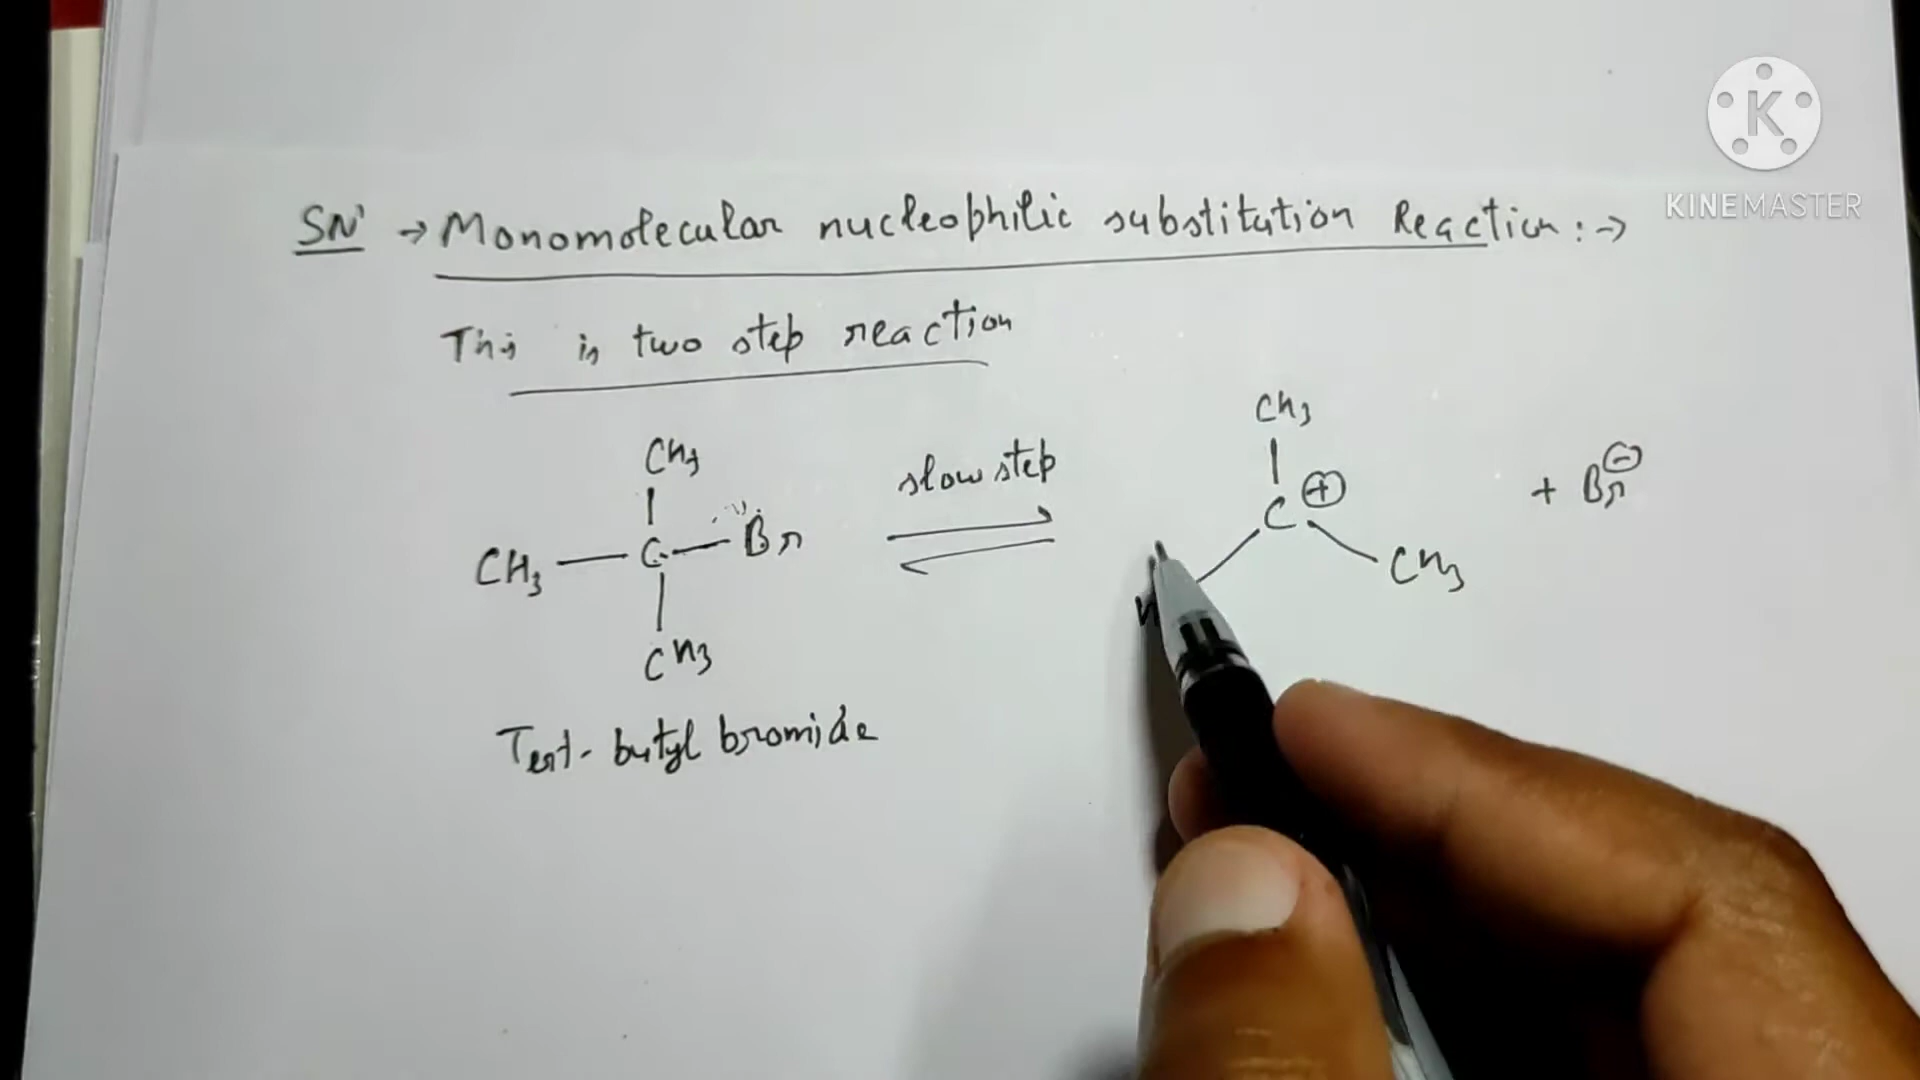 SN¹ → Monomolecular nucleophilic substitution Reaction :→
This is two step reaction
CH3
CH3 — C — Br
CH3
Tert- butyl bromide
slow step
CH3
C ⊕
CH3
+ Br⊖
K
KINEMASTER